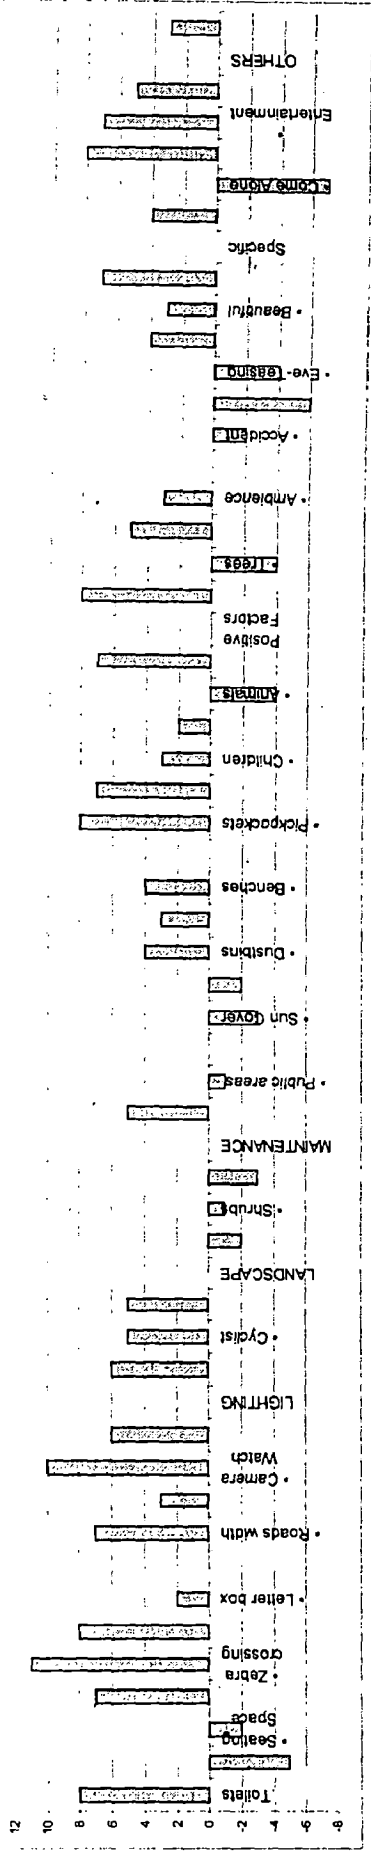 12
10
8
6
4
2
0
-2
-4
-6
-8
Toilets
• Seating
Space
• Zebra
crossing
• Letter box
• Roads width
• Camera
Watch
LIGHTING
• Cyclist
LANDSCAPE
• Shrubs
MAINTENANCE
• Public areas
• Sun Cover
• Dustbins
• Benches
• Pickpockets
• Children
• Animals
Positive
Factors
• Trees
• Ambience
• Accident
• Eve-Teasing
• Beautiful
Specific
• Come Alone
Entertainment
OTHERS